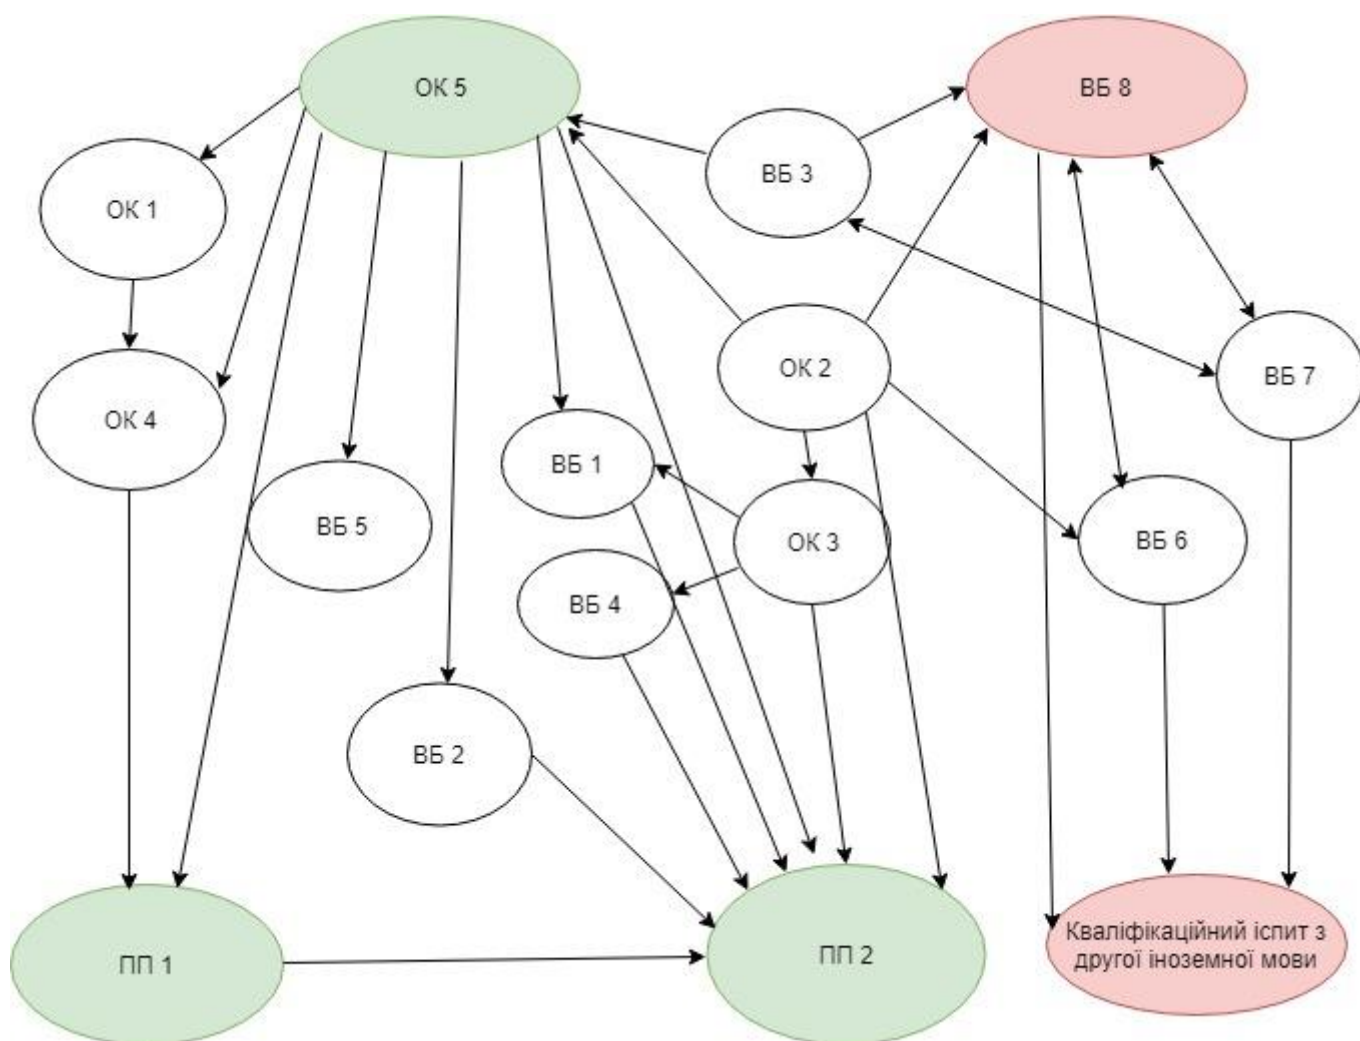 ОК 5
ВБ 8
ВБ 3
ОК 1
ОК 2
ВБ 7
ОК 4
ВБ 1
ВБ 5
ОК 3
ВБ 6
ВБ 4
ВБ 2
ПП 1
ПП 2
Кваліфікаційний іспит з
другої іноземної мови